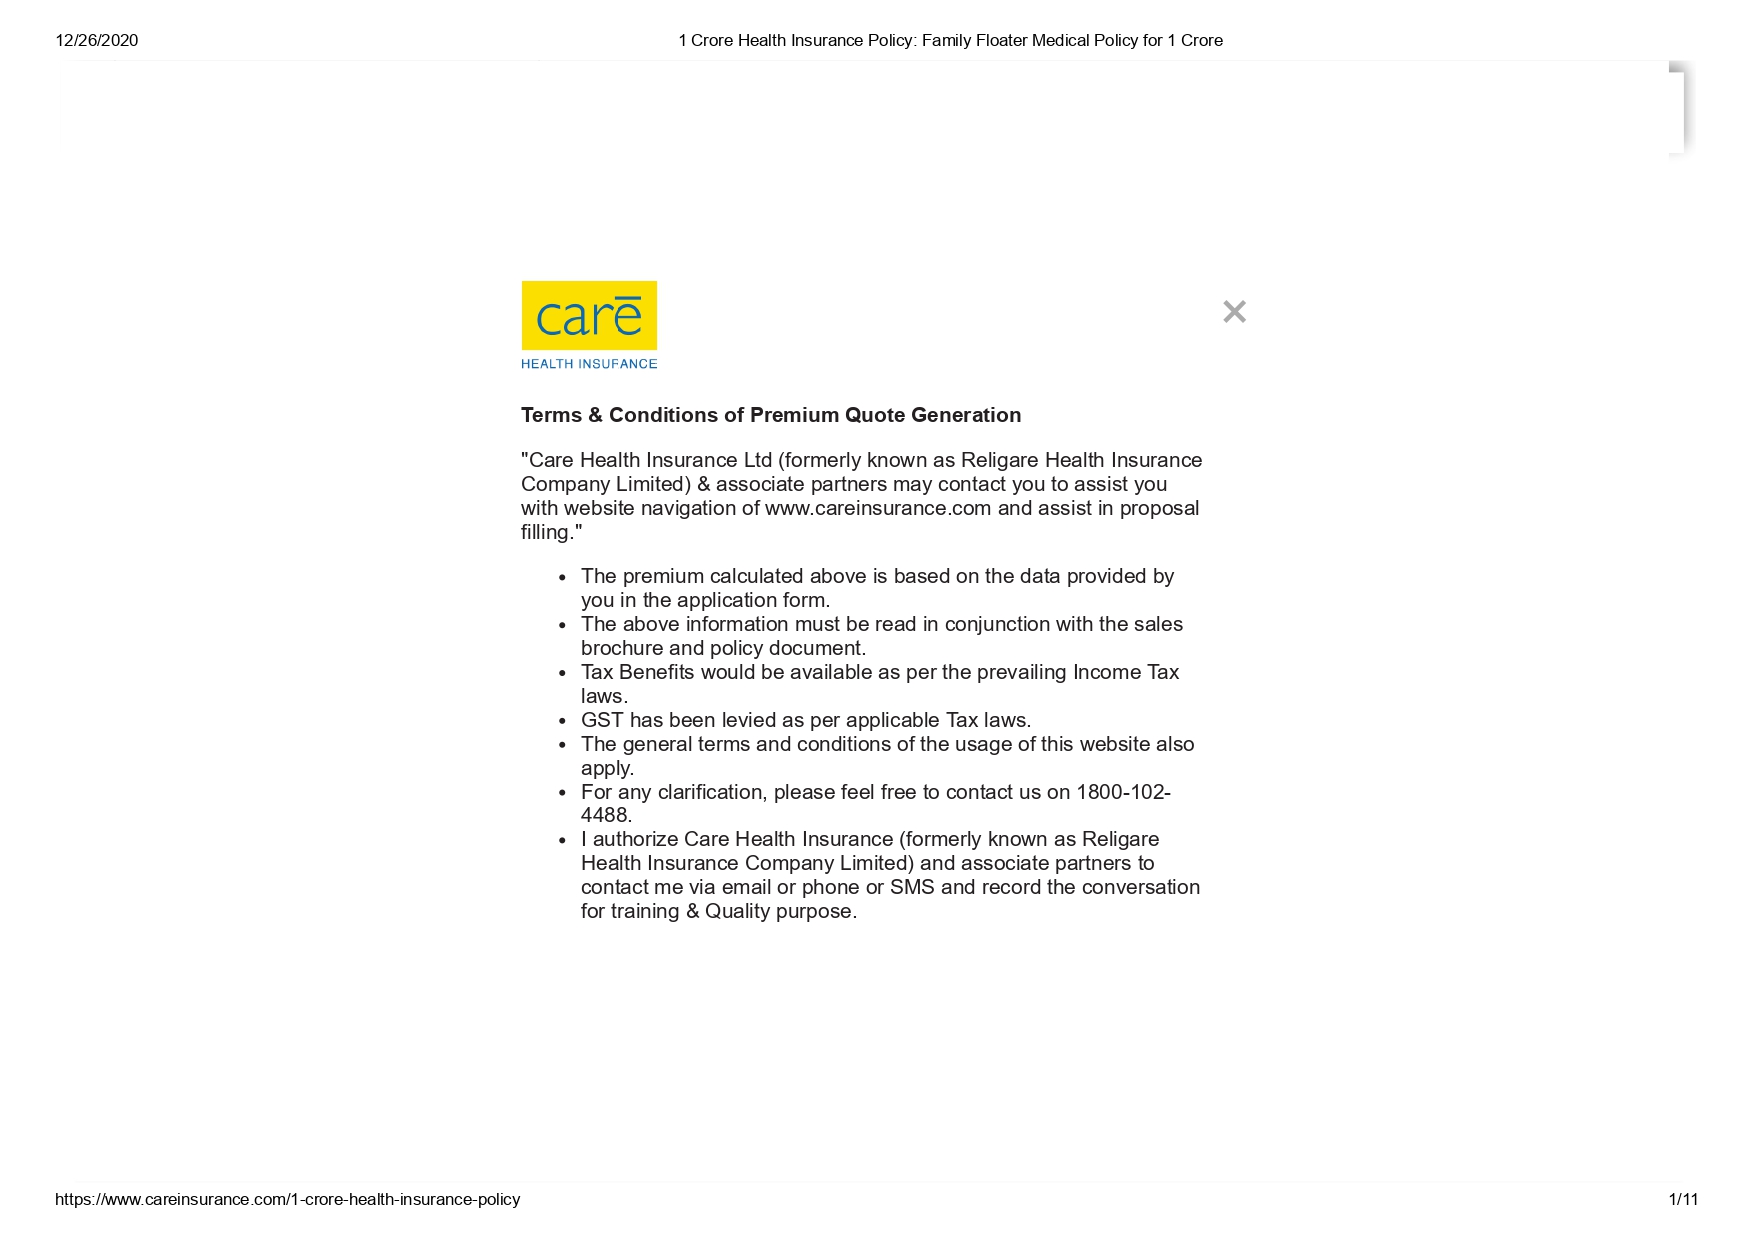 12/26/2020
1 Crore Health Insurance Policy: Family Floater Medical Policy for 1 Crore
carē
HEALTH INSUFANCE
Terms & Conditions of Premium Quote Generation
"Care Health Insurance Ltd (formerly known as Religare Health Insurance
Company Limited) & associate partners may contact you to assist you
with website navigation of www.careinsurance.com and assist in proposal
filling."
• The premium calculated above is based on the data provided by
you in the application form.
• The above information must be read in conjunction with the sales
brochure and policy document.
• Tax Benefits would be available as per the prevailing Income Tax
laws.
• GST has been levied as per applicable Tax laws.
• The general terms and conditions of the usage of this website also
apply.
• For any clarification, please feel free to contact us on 1800-102-
4488.
• I authorize Care Health Insurance (formerly known as Religare
Health Insurance Company Limited) and associate partners to
contact me via email or phone or SMS and record the conversation
for training & Quality purpose.
https://www.careinsurance.com/1-crore-health-insurance-policy
1/11